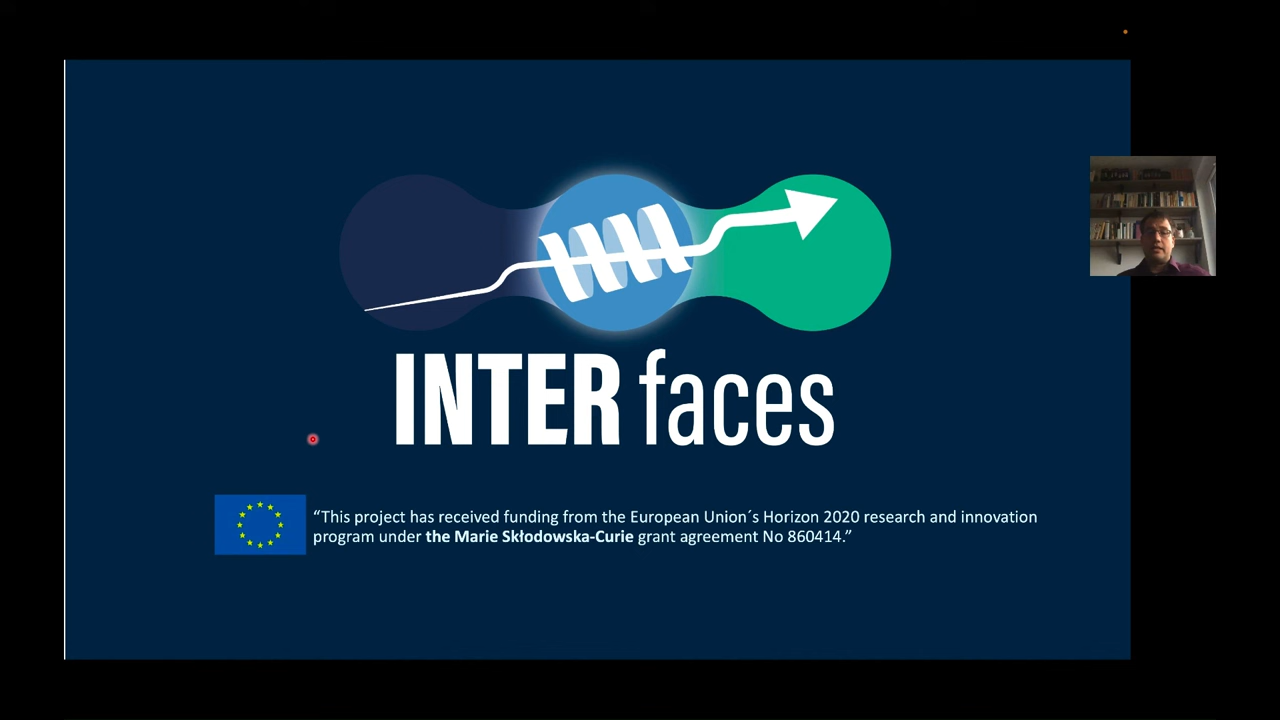 INTER faces
“This project has received funding from the European Union´s Horizon 2020 research and innovation
program under the Marie Skłodowska-Curie grant agreement No 860414.”